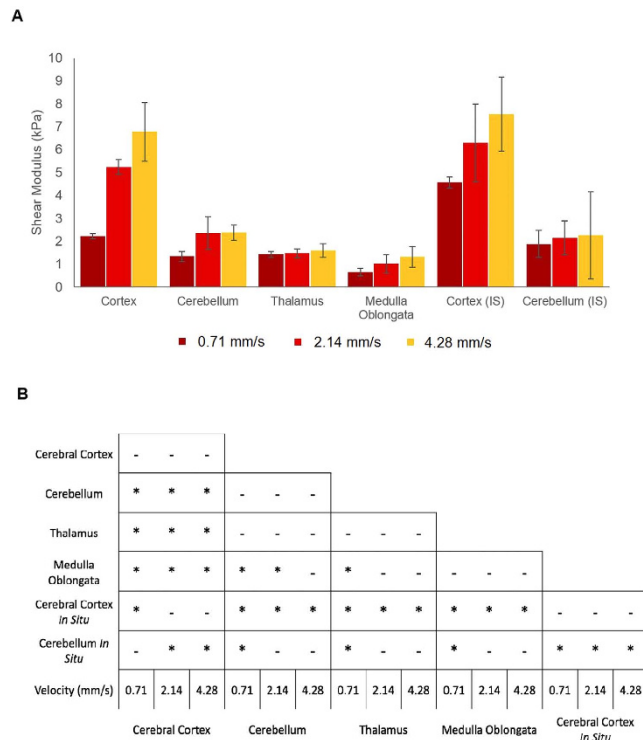 A
Shear Modulus (kPa)
10
9
8
7
6
5
4
3
2
1
0
Cortex Cerebellum Thalamus Medulla Oblongata Cortex (IS) Cerebellum (IS)
0.71 mm/s 2.14 mm/s 4.28 mm/s
B
Cerebral Cortex - - -
Cerebellum * * * - - -
Thalamus * * * - - - - - -
Medulla Oblongata * * * * * - * - - - - -
Cerebral Cortex In Situ * - - * * * * * * * * * - - -
Cerebellum In Situ - * * * - - * - - * - - * * *
Velocity (mm/s) 0.71 2.14 4.28 0.71 2.14 4.28 0.71 2.14 4.28 0.71 2.14 4.28 0.71 2.14 4.28
Cerebral Cortex Cerebellum Thalamus Medulla Oblongata Cerebral Cortex In Situ